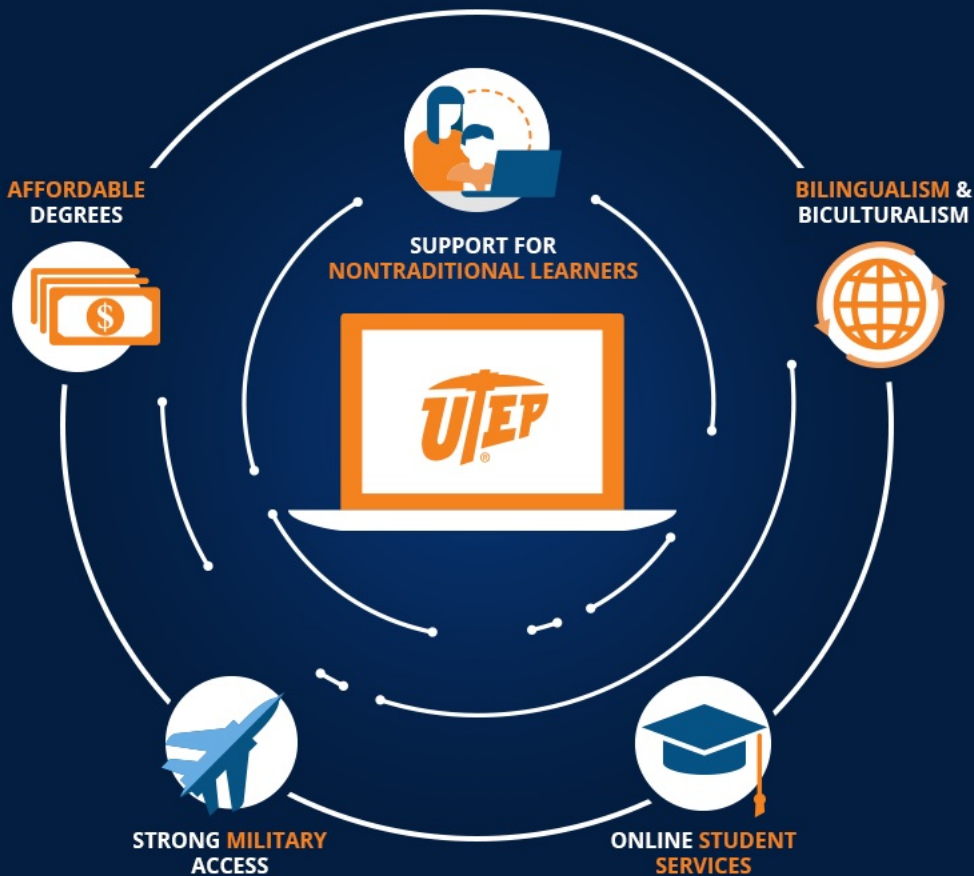 AFFORDABLE
DEGREES
$
SUPPORT FOR
NONTRADITIONAL LEARNERS
BILINGUALISM &
BICULTURALISM
UTEP
®
STRONG MILITARY
ACCESS
ONLINE STUDENT
SERVICES